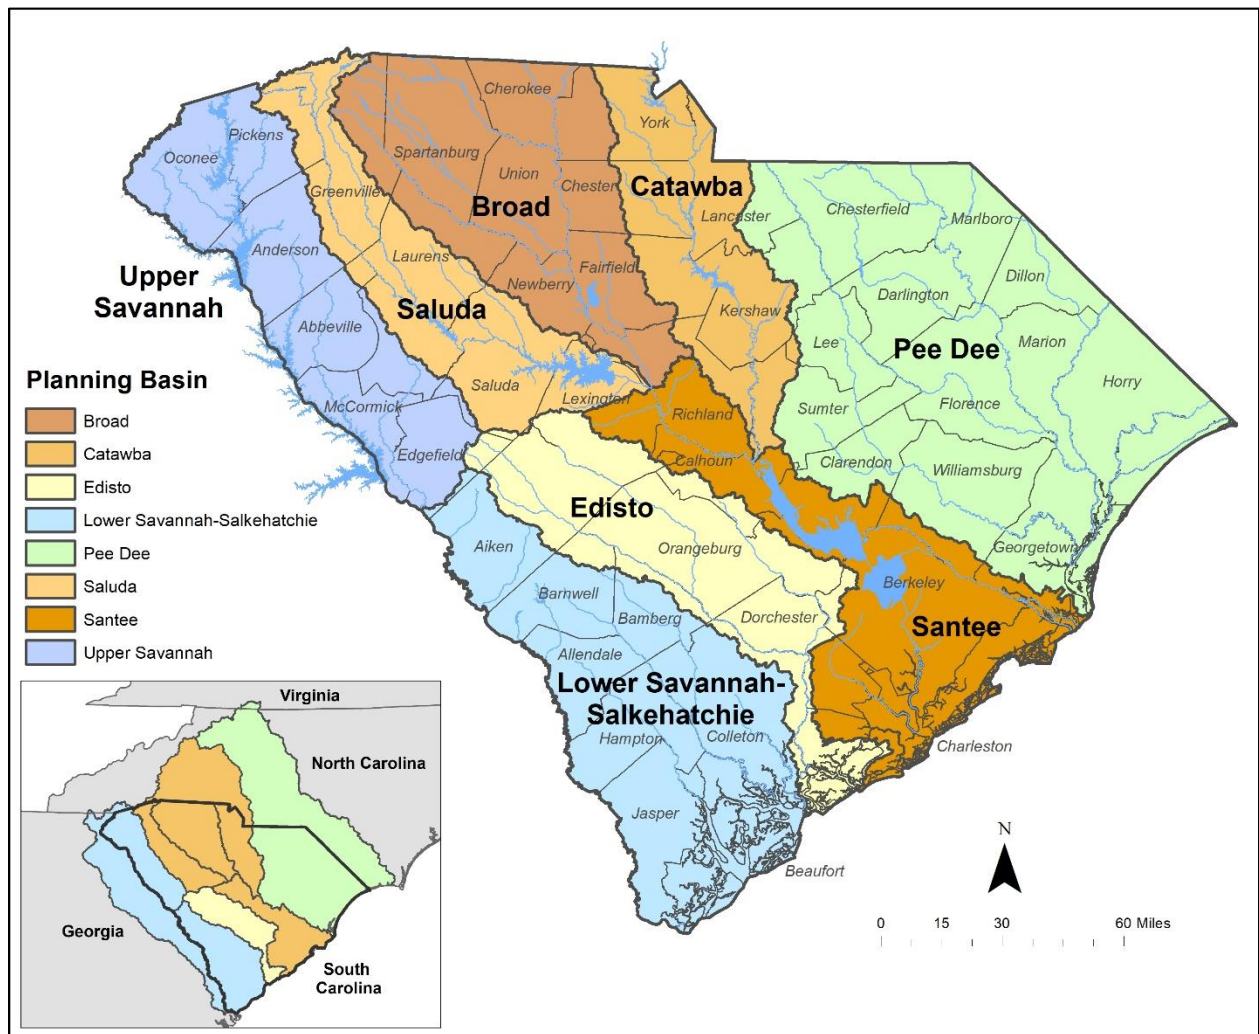 Cherokee
York
Pickens
Oconee
Spartanburg
Union
Chester
Catawba
Greenville
Broad
Lancaster
Chesterfield
Marlboro
Anderson
Laurens
Fairfield
Dillon
Upper
Savannah
Newberry
Darlington
Saluda
Kershaw
Abbeville
Lee
Pee Dee
Marion
Planning Basin
Saluda
Lexington
Richland
Horry
McCormick
Sumter
Florence
Broad
Catawba
Edisto
Lower Savannah-Salkehatchie
Pee Dee
Saluda
Santee
Upper Savannah
Edgefield
Calhoun
Clarendon
Williamsburg
Edisto
Aiken
Orangeburg
Georgetown
Barnwell
Berkeley
Bamberg
Dorchester
Santee
Allendale
Lower Savannah-
Salkehatchie
Hampton
Colleton
Charleston
Jasper
Beaufort
Virginia
North Carolina
Georgia
South
Carolina
N
0 15 30 60 Miles